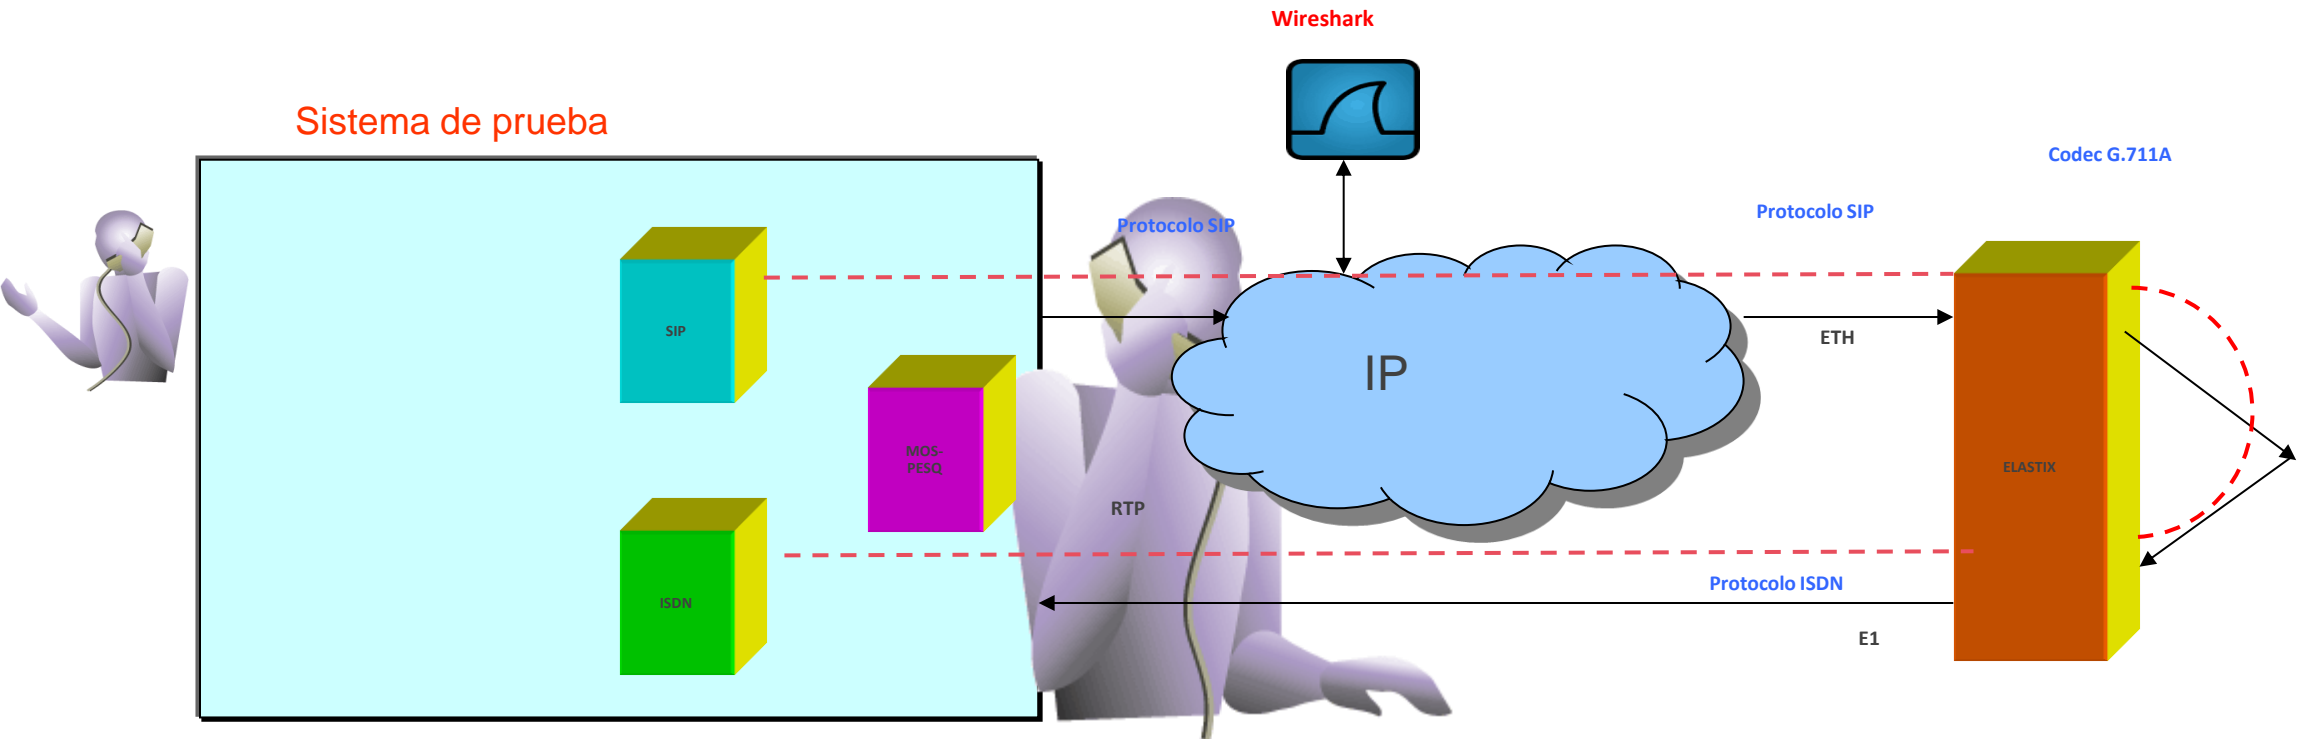 Wireshark
Sistema de prueba
Codec G.711A
Protocolo SIP
Protocolo SIP
SIP
ETH
IP
MOS-
PESQ
ELASTIX
RTP
Protocolo ISDN
ISDN
E1